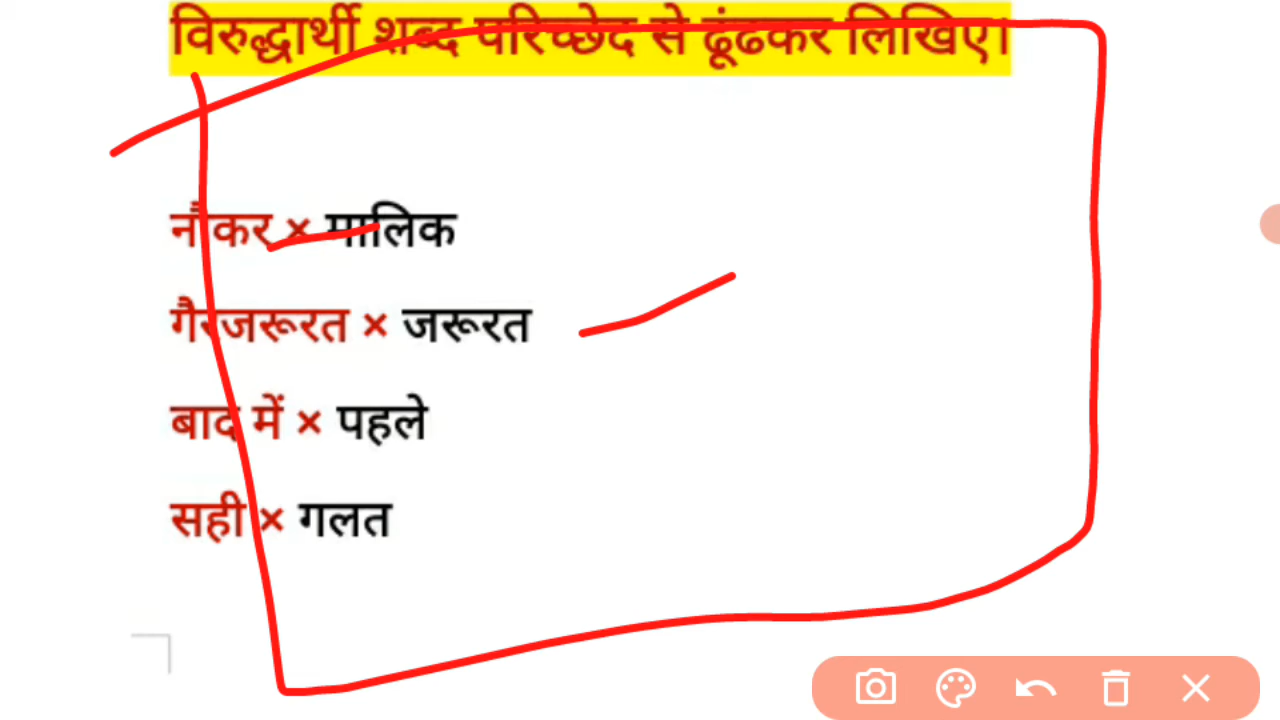 विरुद्धार्थी शब्द परिच्छेद से ढूंढकर लिखिए।
नौकर × मालिक
गैरजरूरत × जरूरत
बाद में × पहले
सही × गलत